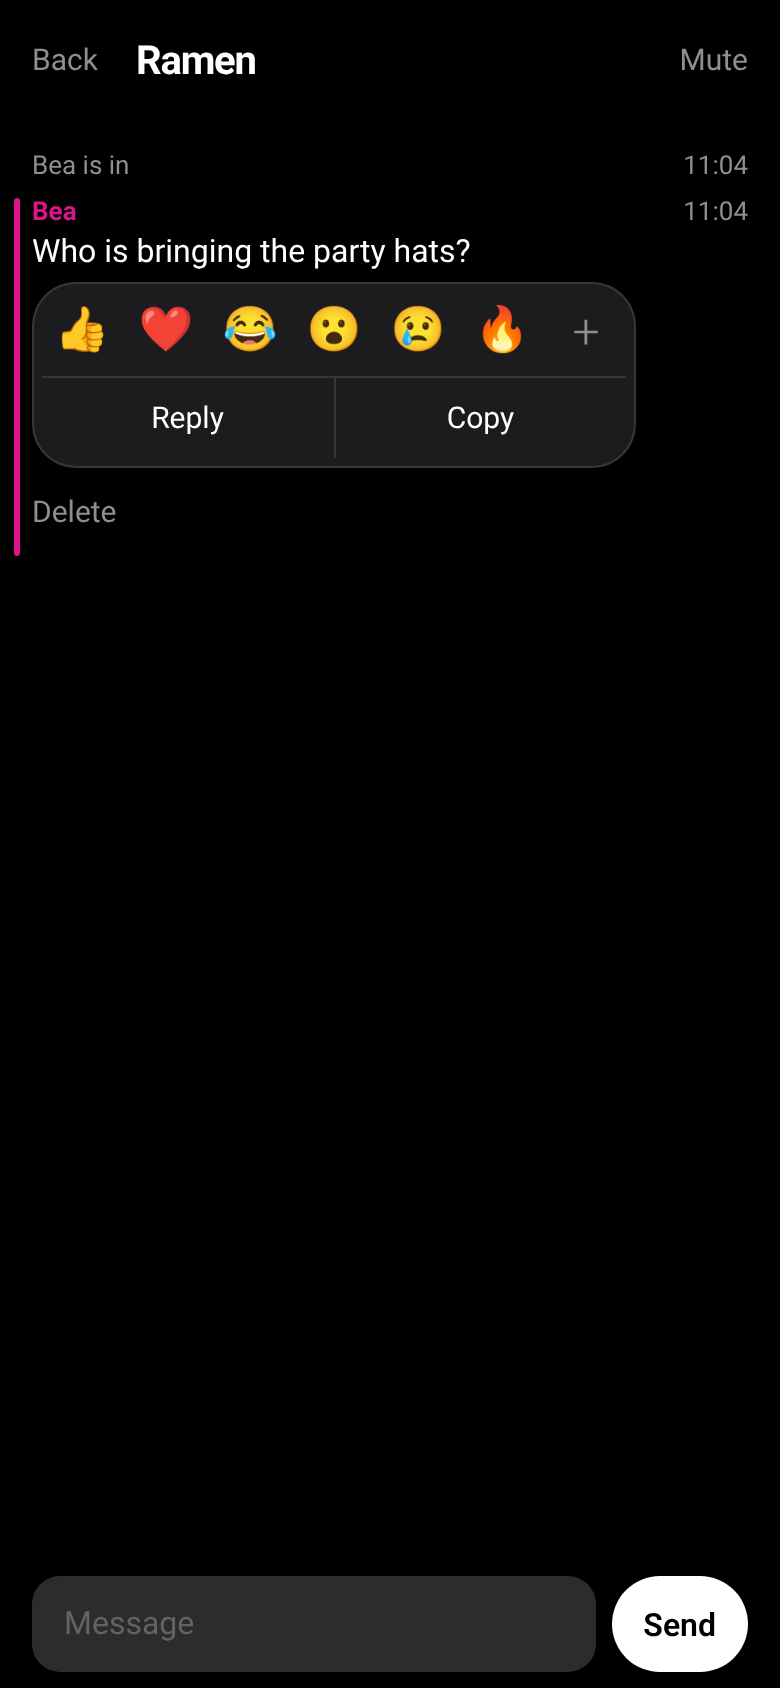 Back Ramen Mute
Bea is in 11:04
Bea 11:04
Who is bringing the party hats?
👍 ❤️ 😂 😮 😢 🔥 +
Reply Copy
Delete
Message Send